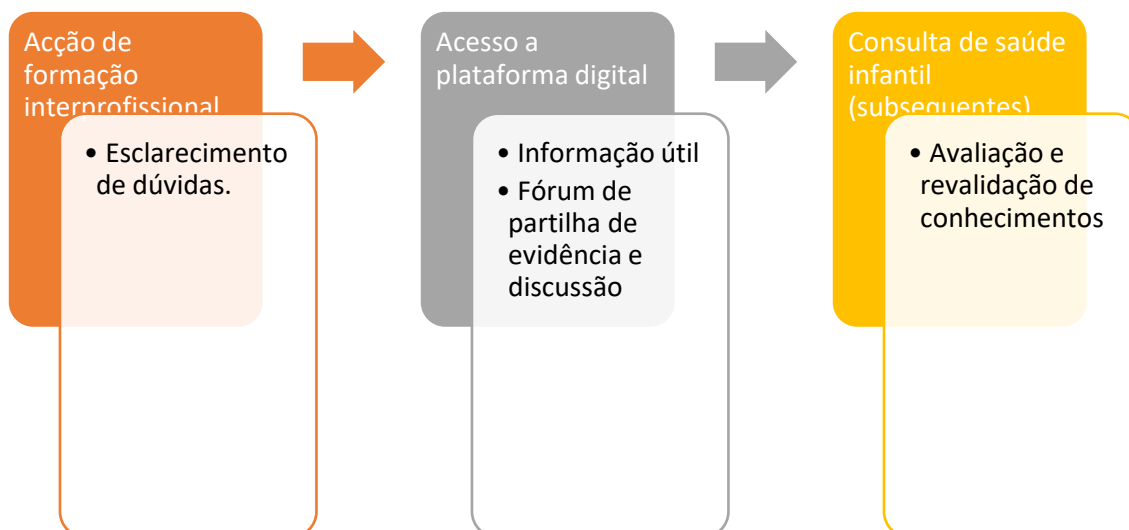 Acção de
formação
interprofissional
• Esclarecimento
de dúvidas.
Acesso a
plataforma digital
• Informação útil
• Fórum de
partilha de
evidência e
discussão
Consulta de saúde
infantil
(subsequentes)
• Avaliação e
revalidação de
conhecimentos